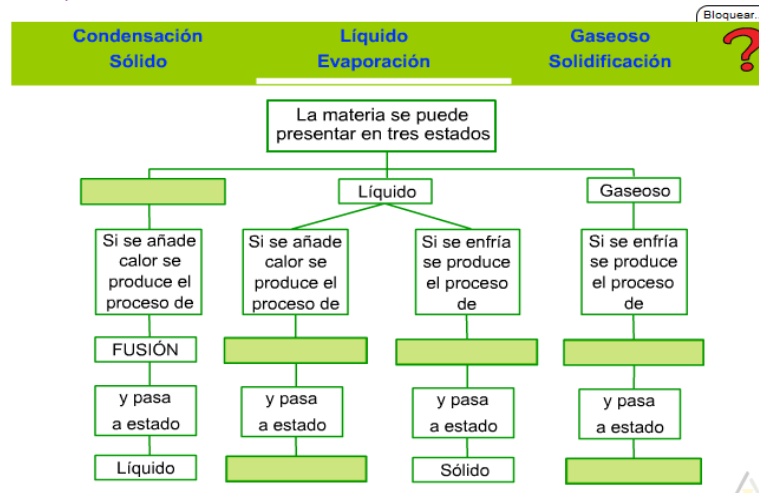 Bloquear.
Condensación Líquido Gaseoso
Sólido Evaporación Solidificación
?
La materia se puede
presentar en tres estados
Líquido
Gaseoso
Si se añade
calor se
produce el
proceso de
Si se añade
calor se
produce el
proceso de
Si se enfría
se produce
el proceso
de
Si se enfría
se produce
el proceso
de
FUSIÓN
y pasa
a estado
y pasa
a estado
y pasa
a estado
y pasa
a estado
Líquido
Sólido